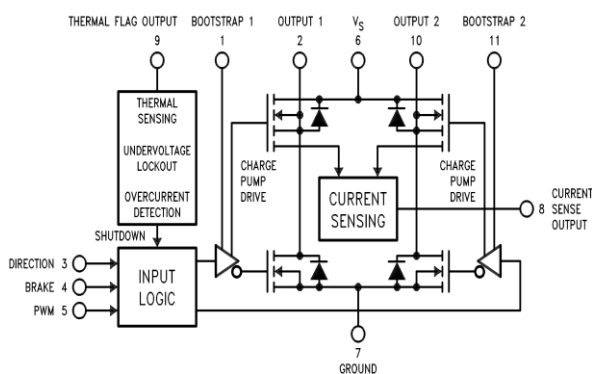 THERMAL FLAG OUTPUT
9
BOOTSTRAP 1
1
OUTPUT 1
2
VS
6
OUTPUT 2
10
BOOTSTRAP 2
11
THERMAL
SENSING
UNDERVOLTAGE
LOCKOUT
OVERCURRENT
DETECTION
CHARGE
PUMP
DRIVE
CURRENT
SENSING
CHARGE
PUMP
DRIVE
8
CURRENT
SENSE
OUTPUT
SHUTDOWN
DIRECTION 3
BRAKE 4
PWM 5
INPUT
LOGIC
7
GROUND